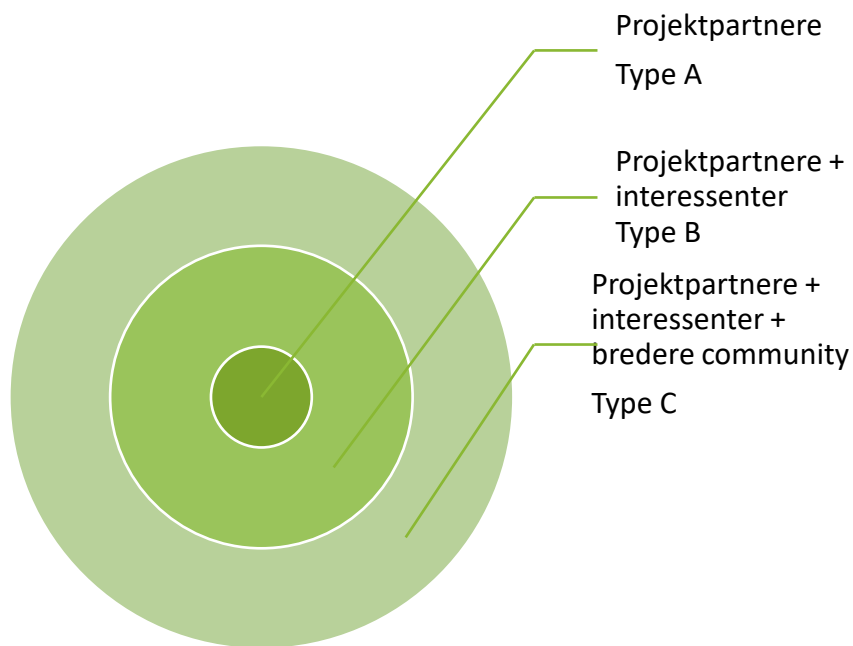 Projektpartnere
Type A
Projektpartnere +
interessenter
Type B
Projektpartnere +
interessenter +
bredere community
Type C